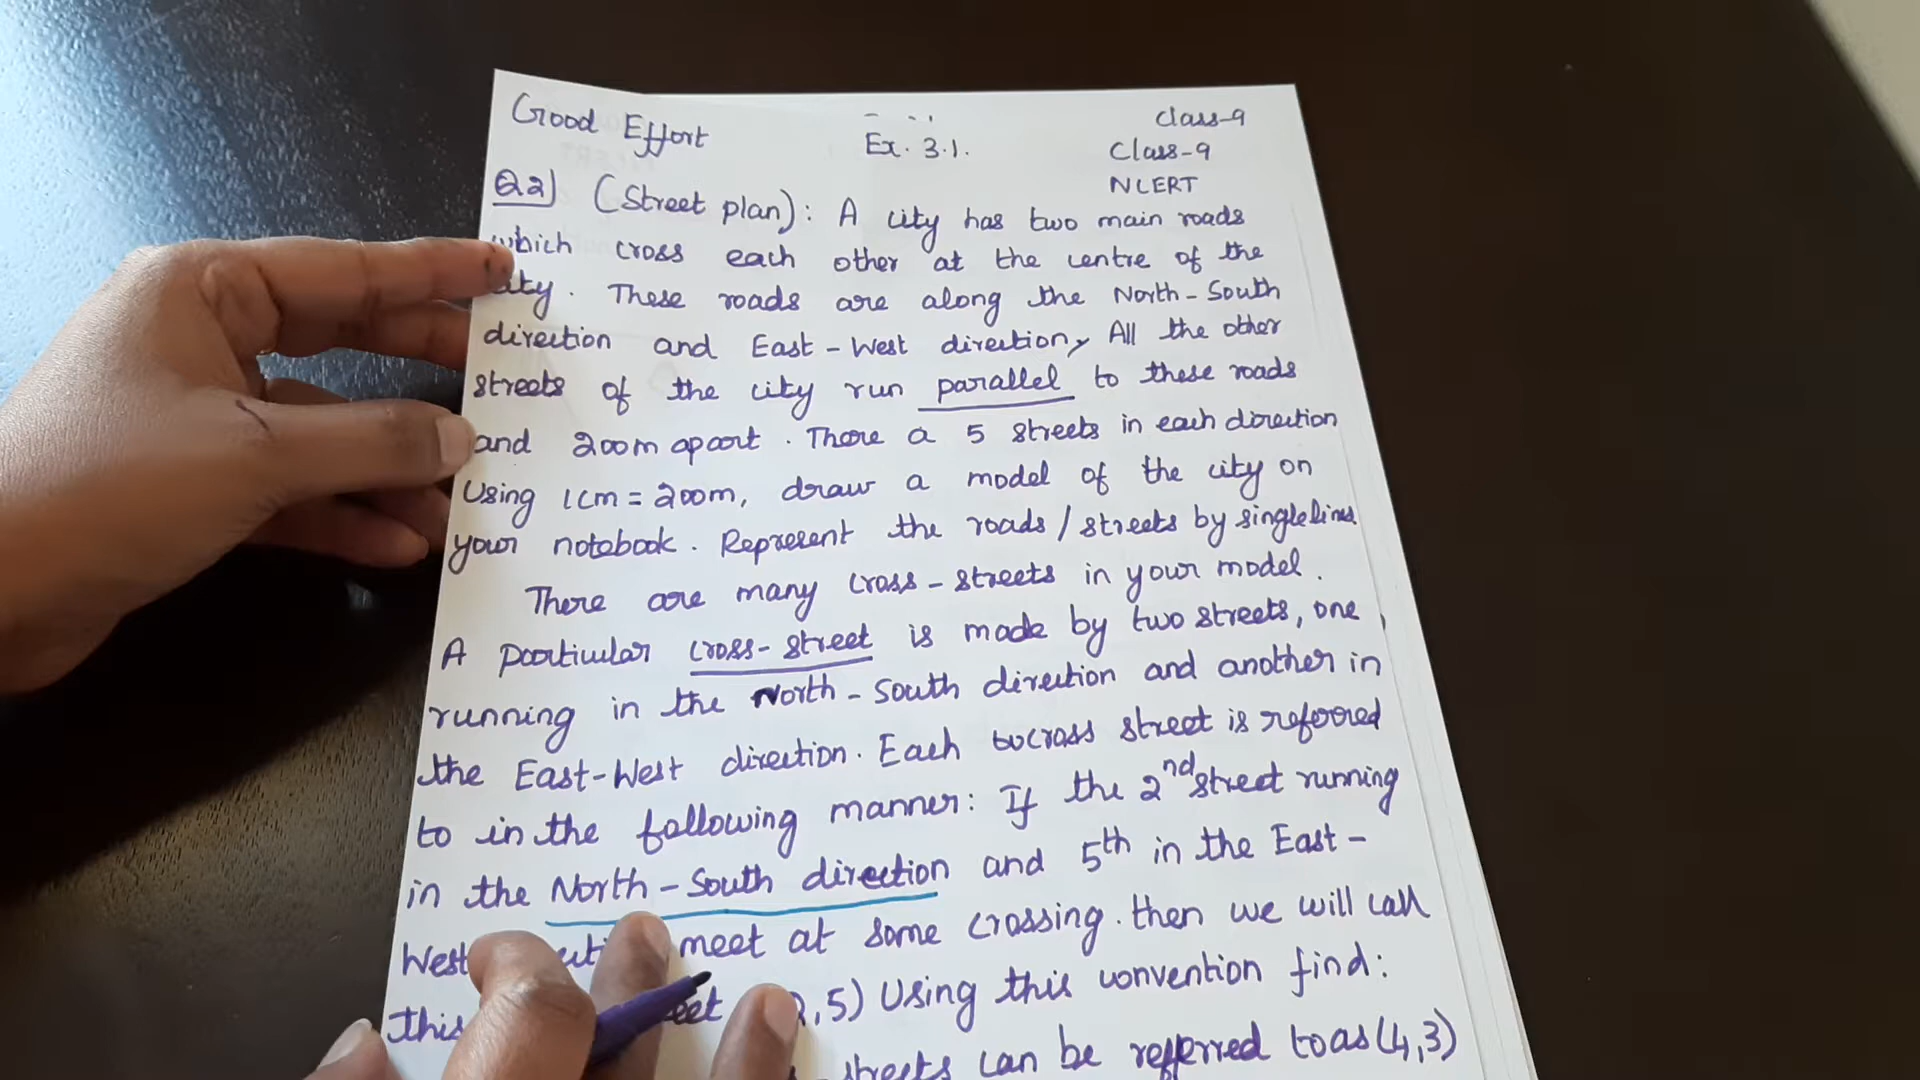 Good Effort
Ex. 3.1.
Class-9
Class-9
NCERT
Q2) (Street plan): A city has two main roads
which cross each other at the centre of the
city. These roads are along the North-South
direction and East-West direction, All the other
streets of the city run parallel to these roads
and 200m apart. There a 5 streets in each direction
Using 1cm = 200m, draw a model of the city on
your notebook. Represent the roads/streets by single lines
There are many cross-streets in your model.
A particular cross-street is made by two streets, one,
running in the North-South direction and another in
the East-West direction. Each cross street is referred
to in the following manner: If the 2nd street running
in the North-South direction and 5th in the East-
West meet at some crossing. then we will call
this ,5) Using this convention find:
streets can be referred to as (4,3)